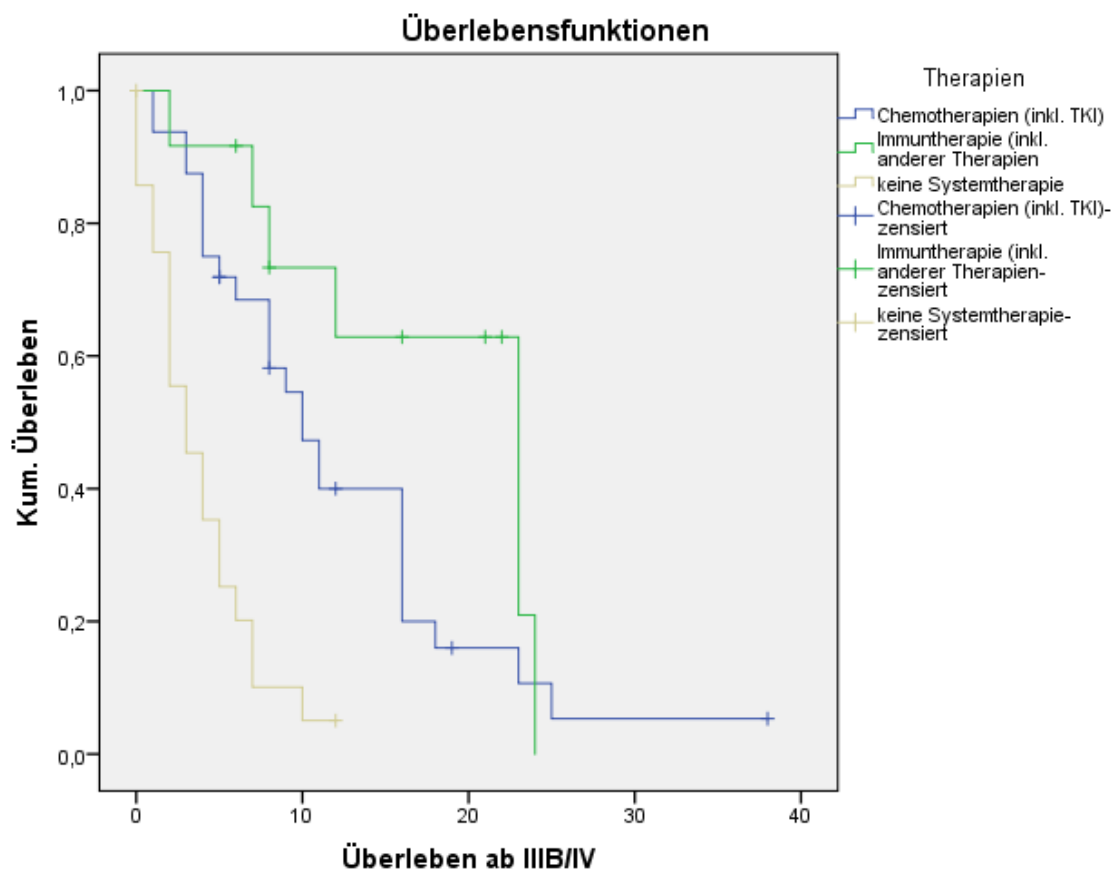 Überlebensfunktionen
Kum. Überleben
1,0
0,8
0,6
0,4
0,2
0,0
0
10
20
30
40
Überleben ab IIIB/IV
Therapien
Chemotherapien (inkl. TKI)
Immuntherapie (inkl.
anderer Therapien
keine Systemtherapie
Chemotherapien (inkl. TKI)-
zensiert
Immuntherapie (inkl.
anderer Therapien-
zensiert
keine Systemtherapie-
zensiert